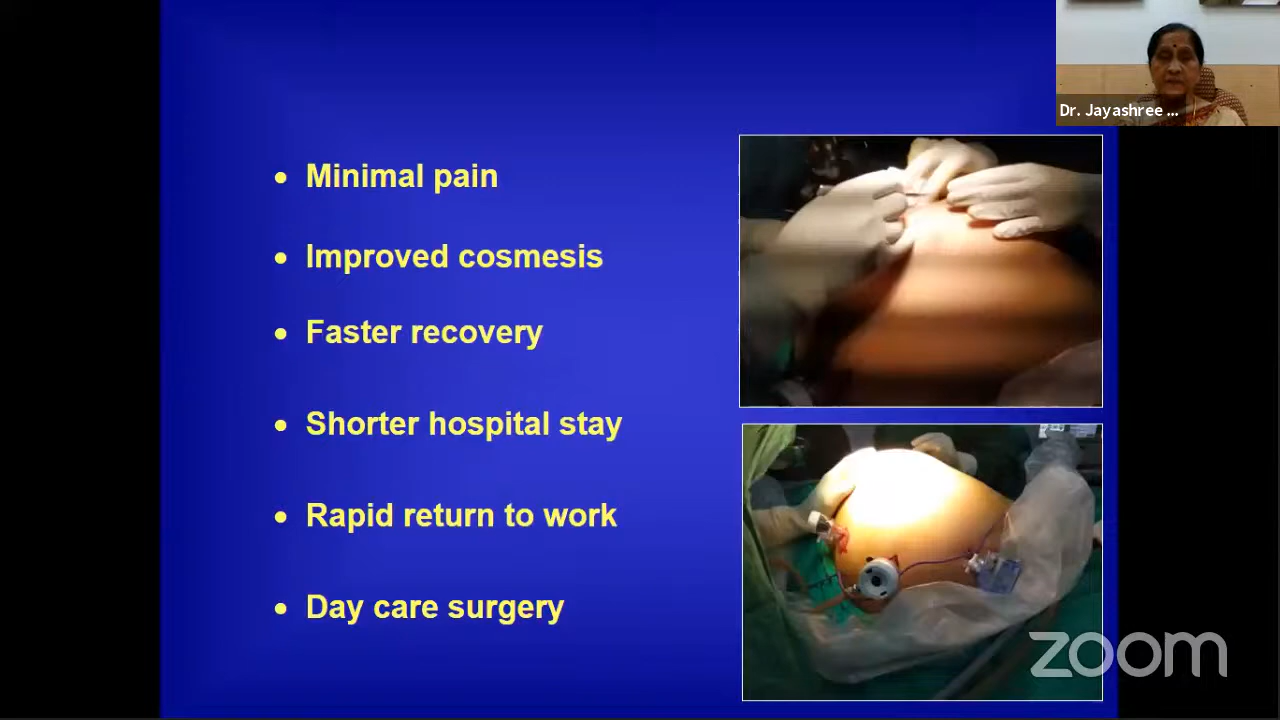 Dr. Jayashree ...
• Minimal pain
• Improved cosmesis
• Faster recovery
• Shorter hospital stay
• Rapid return to work
• Day care surgery
zoom